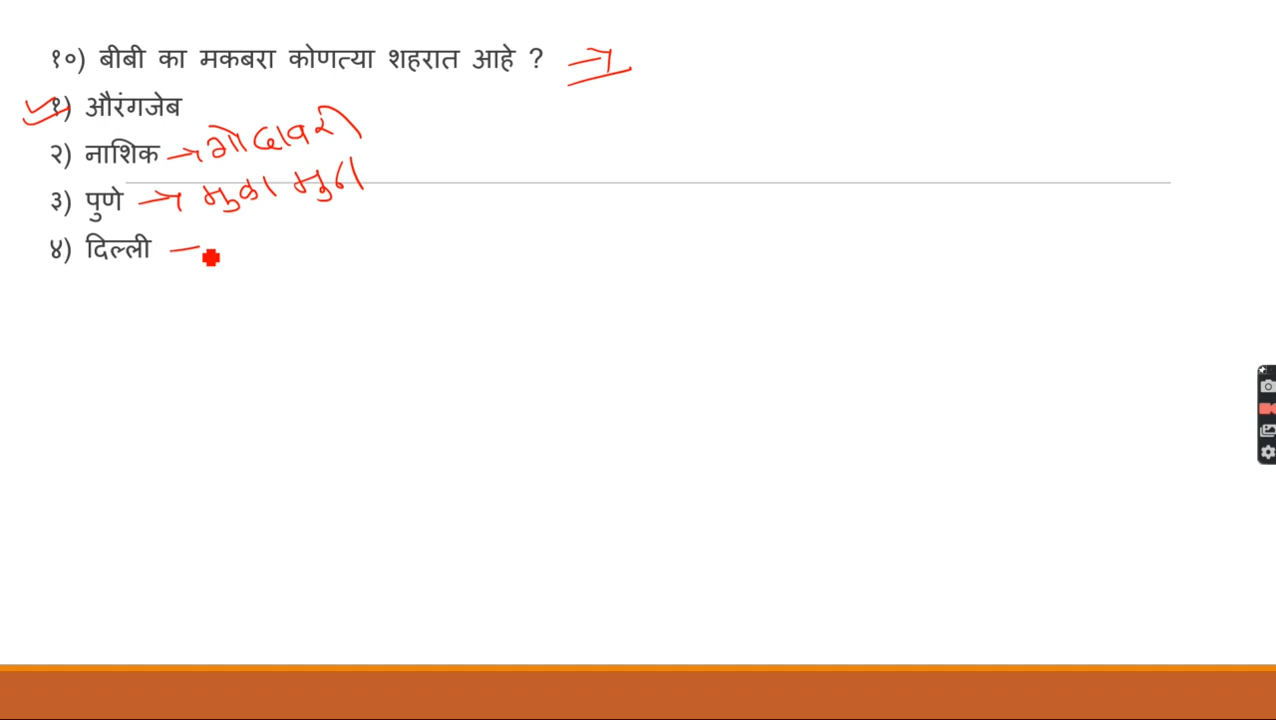 १०) बीबी का मकबरा कोणत्या शहरात आहे ?
१) औरंगजेब
२) नाशिक → गोदावरी
३) पुणे → मुळा मुठा
४) दिल्ली –